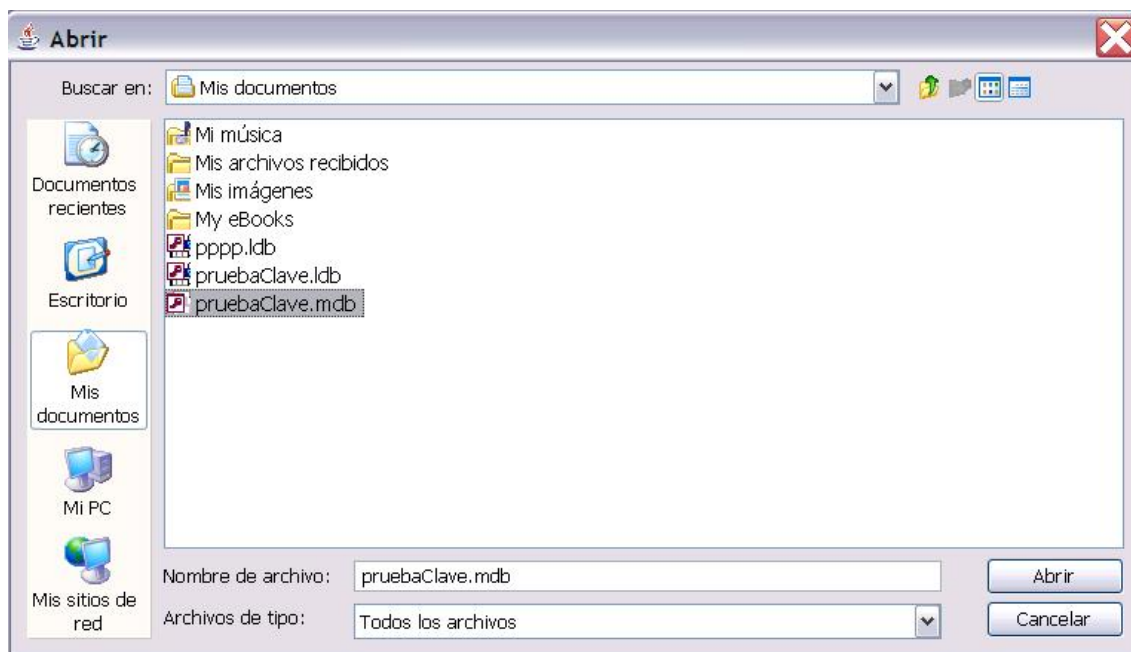 Abrir
Buscar en:
Mis documentos
Documentos
recientes
Escritorio
Mis
documentos
Mi PC
Mis sitios de
red
Mi música
Mis archivos recibidos
Mis imágenes
My eBooks
pppp.ldb
pruebaClave.ldb
pruebaClave.mdb
Nombre de archivo:
pruebaClave.mdb
Abrir
Archivos de tipo:
Todos los archivos
Cancelar